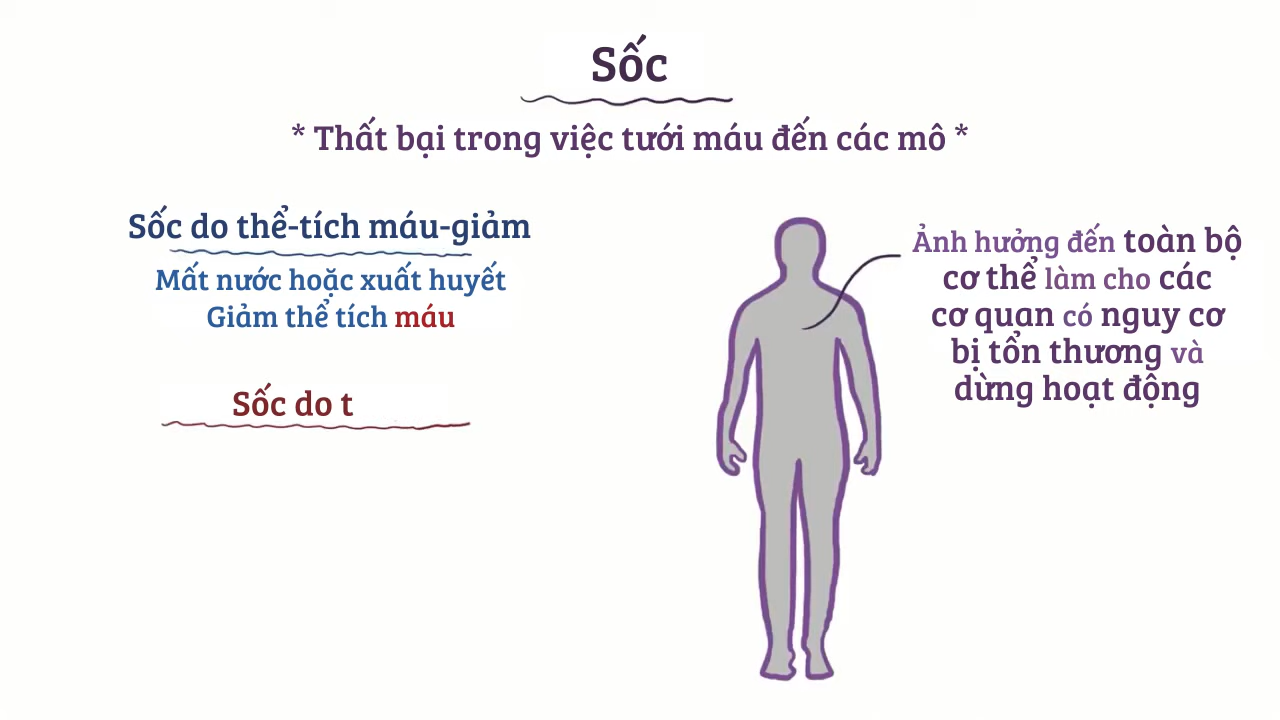 Sốc
* Thất bại trong việc tưới máu đến các mô *
Sốc do thể-tích máu-giảm
Mất nước hoặc xuất huyết
Giảm thể tích máu
Sốc do t
Ảnh hưởng đến toàn bộ
cơ thể làm cho các
cơ quan có nguy cơ
bị tổn thương và
dừng hoạt động